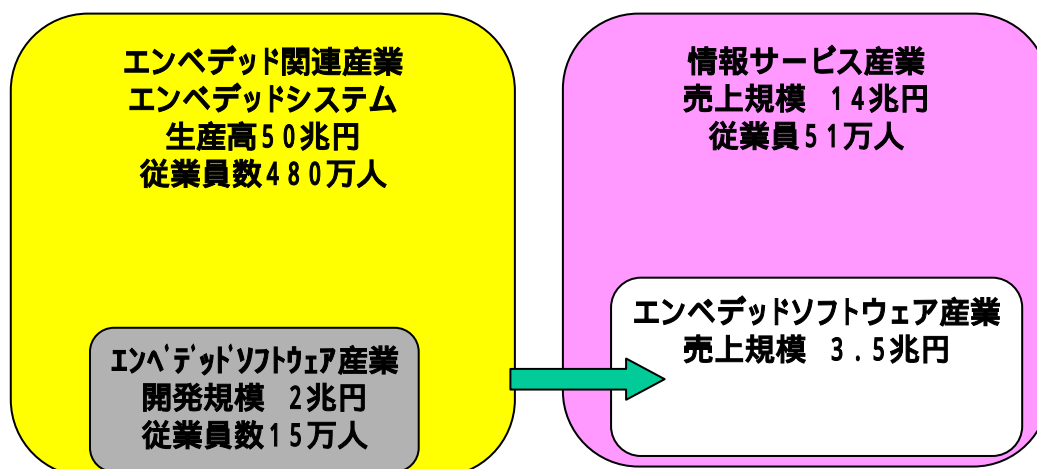 エンベデッド関連産業
エンベデッドシステム
生産高50兆円
従業員数480万人
ｴﾝﾍﾞﾃﾞｯﾄﾞｿﾌﾄｳｪｱ産業
開発規模 2兆円
従業員数15万人
情報サービス産業
売上規模 14兆円
従業員51万人
エンベデッドソフトウェア産業
売上規模 3.5兆円